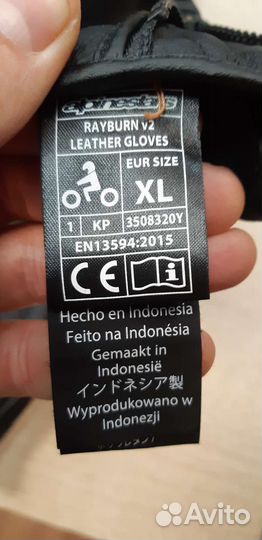 alpinestars
RAYBURN v2
LEATHER GLOVES
EUR SIZE
XL
1 KP 3508320Y
EN13594:2015
CE i
Hecho en Indonesia
Feito na Indonésia
Gemaakt in
Indonesië
インドネシア製
Wyprodukowano w
Indonezji
Avito